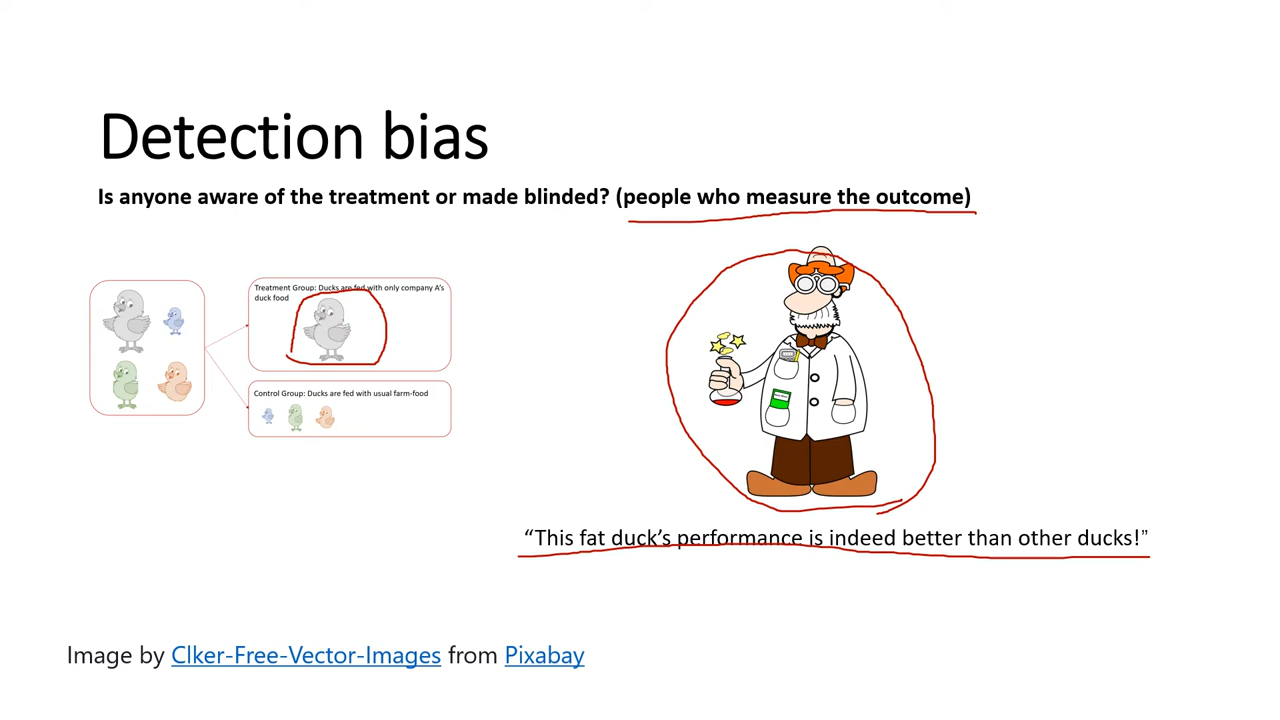 Detection bias
Is anyone aware of the treatment or made blinded? (people who measure the outcome)
Treatment Group: Ducks are fed with only company A's
duck food
Control Group: Ducks are fed with usual farm-food
“This fat duck’s performance is indeed better than other ducks!”
Image by Clker-Free-Vector-Images from Pixabay